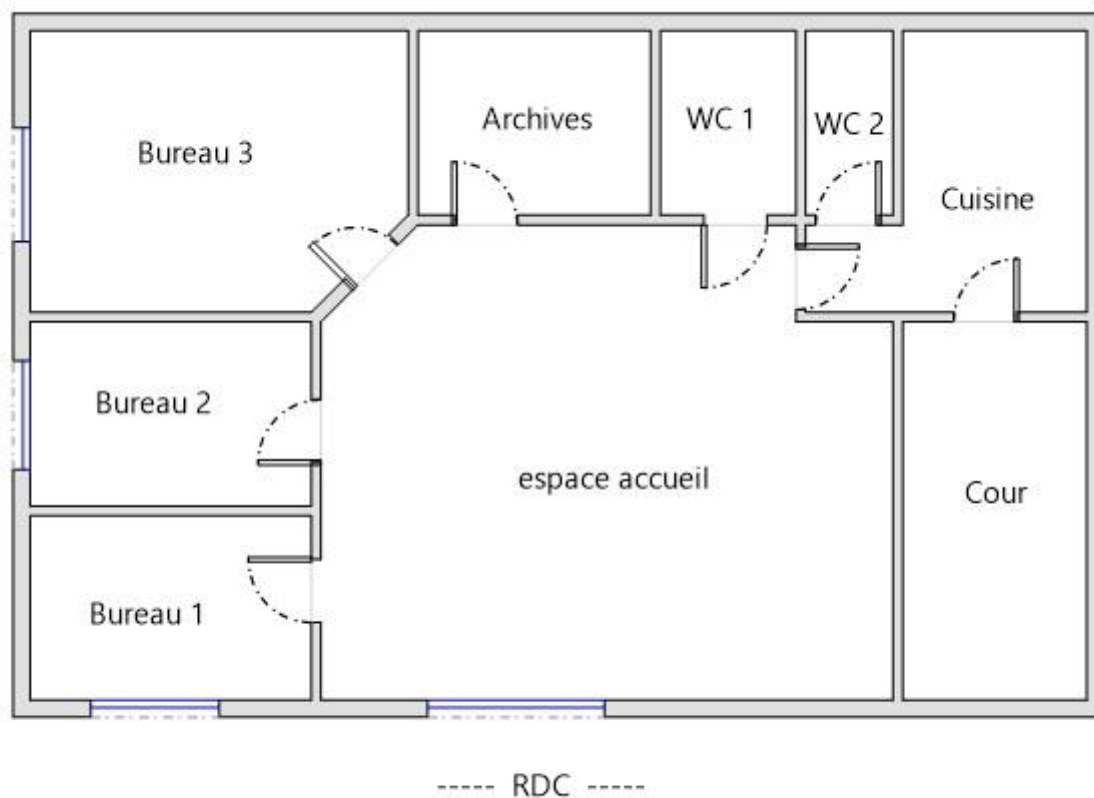 Archives
WC 1
WC 2
Bureau 3
Cuisine
Bureau 2
espace accueil
Cour
Bureau 1
----- RDC -----